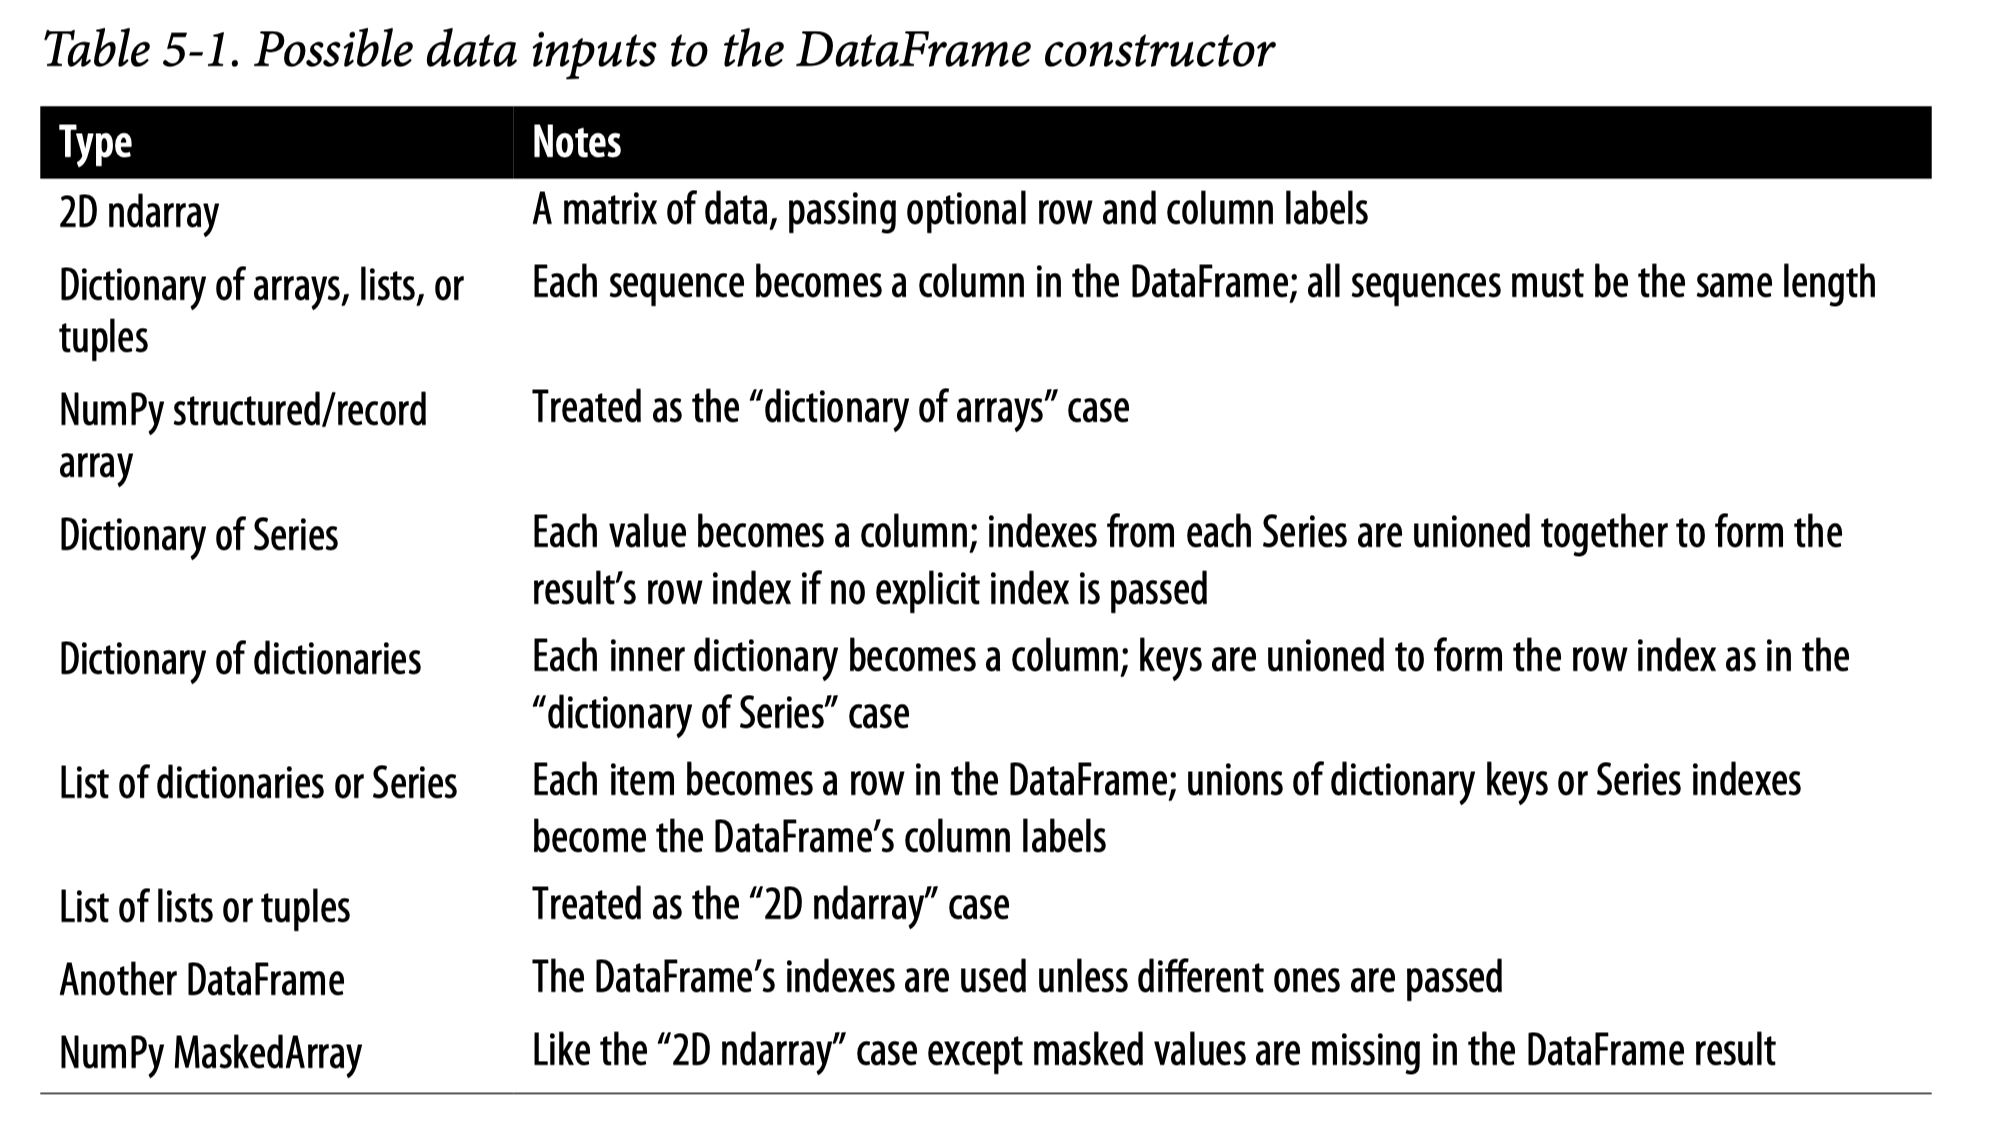 Table 5-1. Possible data inputs to the DataFrame constructor
Type Notes
2D ndarray A matrix of data, passing optional row and column labels
Dictionary of arrays, lists, or Each sequence becomes a column in the DataFrame; all sequences must be the same length
tuples
NumPy structured/record Treated as the “dictionary of arrays” case
array
Dictionary of Series Each value becomes a column; indexes from each Series are unioned together to form the
result’s row index if no explicit index is passed
Dictionary of dictionaries Each inner dictionary becomes a column; keys are unioned to form the row index as in the
“dictionary of Series” case
List of dictionaries or Series Each item becomes a row in the DataFrame; unions of dictionary keys or Series indexes
become the DataFrame’s column labels
List of lists or tuples Treated as the “2D ndarray” case
Another DataFrame The DataFrame’s indexes are used unless different ones are passed
NumPy MaskedArray Like the “2D ndarray” case except masked values are missing in the DataFrame result